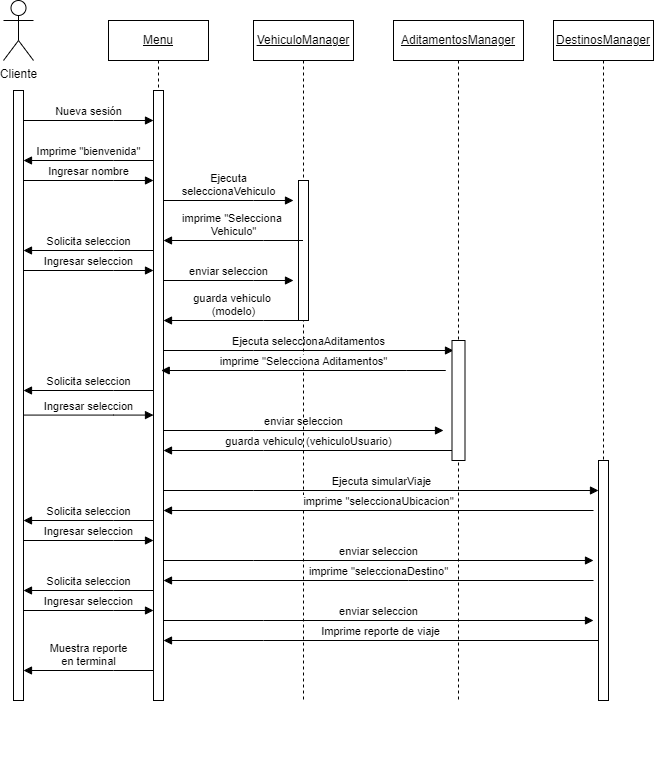 Menu
VehiculoManager
AditamentosManager
DestinosManager
Cliente
Nueva sesión
Imprime "bienvenida"
Ingresar nombre
Ejecuta
seleccionaVehiculo
imprime "Selecciona
Vehiculo"
Solicita seleccion
Ingresar seleccion
enviar seleccion
guarda vehiculo
(modelo)
Ejecuta seleccionaAditamentos
imprime "Selecciona Aditamentos"
Solicita seleccion
Ingresar seleccion
enviar seleccion
guarda vehiculo (vehiculoUsuario)
Ejecuta simularViaje
imprime "seleccionaUbicacion"
Solicita seleccion
Ingresar seleccion
enviar seleccion
imprime "seleccionaDestino"
Solicita seleccion
Ingresar seleccion
enviar seleccion
Imprime reporte de viaje
Muestra reporte
en terminal